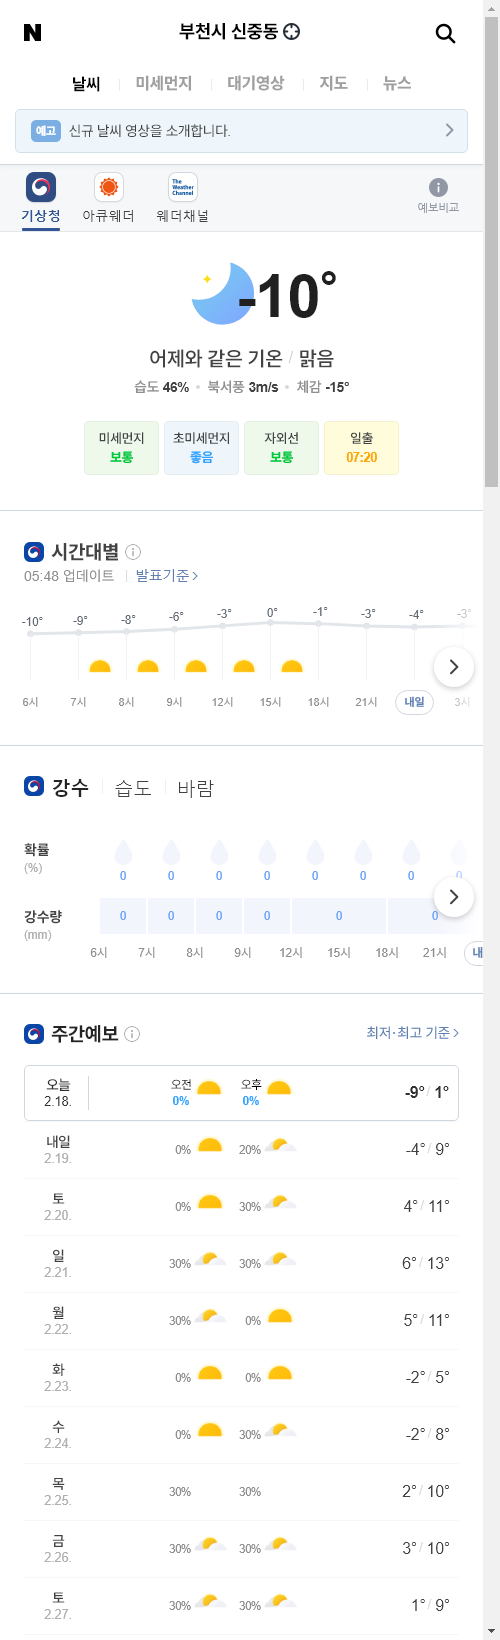 N 부천시 신중동
날씨 미세먼지 대기영상 지도 뉴스
예고 신규 날씨 영상을 소개합니다.
The Weather Channel
기상청 아큐웨더 웨더채널 예보비교
-10°
어제와 같은 기온 / 맑음
습도 46% 북서풍 3m/s 체감 -15°
미세먼지 초미세먼지 자외선 일출
보통 좋음 보통 07:20
시간대별
05:48 업데이트 발표기준
-10° -9° -8° -6° -3° 0° -1° -3° -4° -3°
6시 7시 8시 9시 12시 15시 18시 21시 내일 3시
강수 습도 바람
확률
(%)
0 0 0 0 0 0 0 0
강수량
(mm)
0 0 0 0 0 0
6시 7시 8시 9시 12시 15시 18시 21시 내
주간예보 최저·최고 기준
오늘 오전 오후
2.18. 0% 0% -9° / 1°
내일
2.19. 0% 20% -4° / 9°
토
2.20. 0% 30% 4° / 11°
일
2.21. 30% 30% 6° / 13°
월
2.22. 30% 0% 5° / 11°
화
2.23. 0% 0% -2° / 5°
수
2.24. 0% 30% -2° / 8°
목
2.25. 30% 30% 2° / 10°
금
2.26. 30% 30% 3° / 10°
토
2.27. 30% 30% 1° / 9°